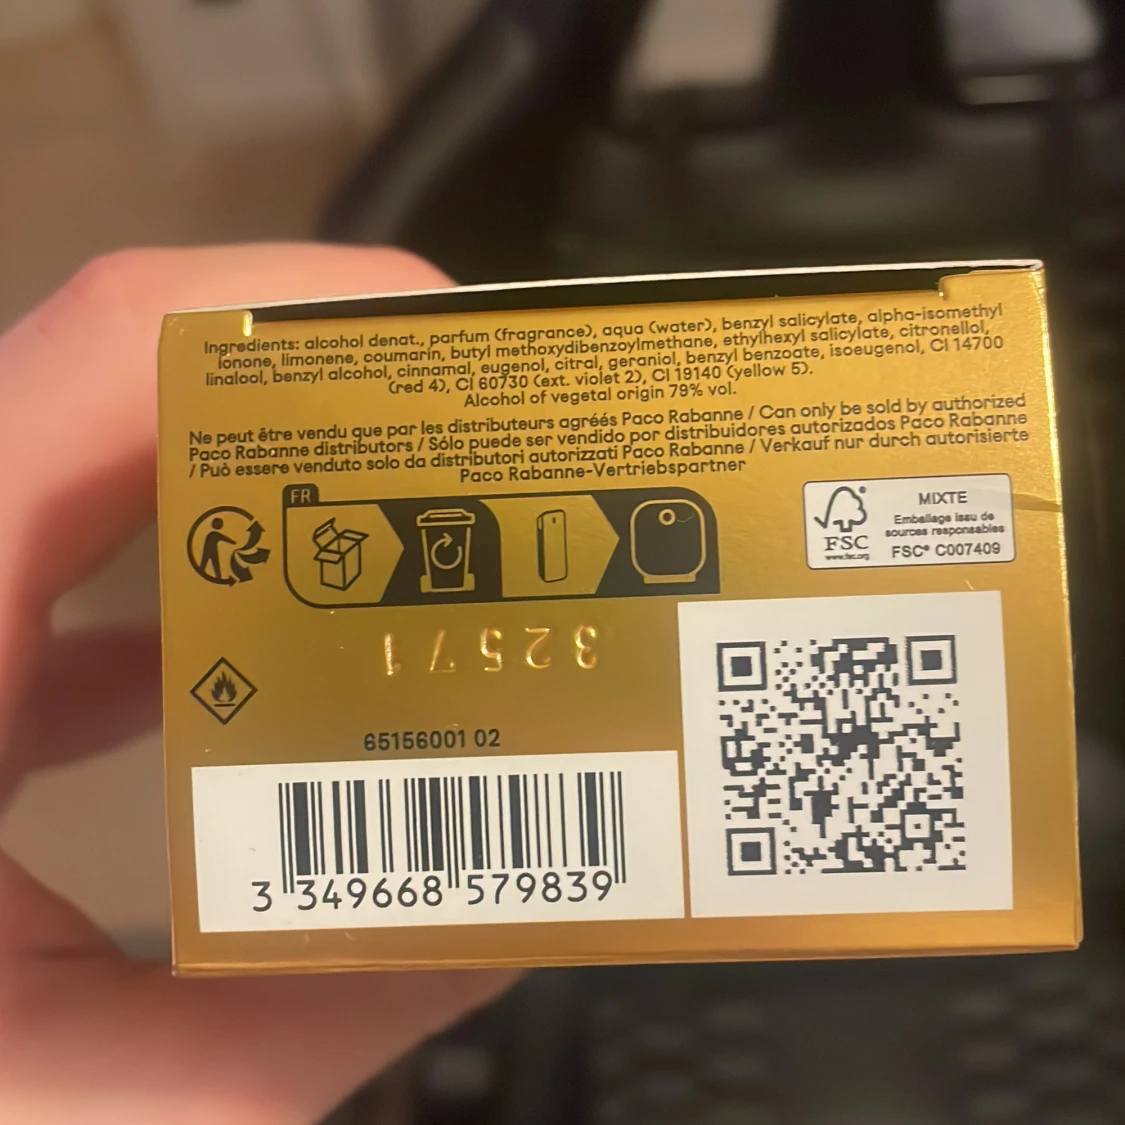 Ingredients: alcohol denat., parfum (fragrance), aqua (water), benzyl salicylate, alpha-isomethyl
ionone, limonene, coumarin, butyl methoxydibenzoylmethane, ethylhexyl salicylate, citronellol,
linalool, benzyl alcohol, cinnamal, eugenol, citral, geraniol, benzyl benzoate, isoeugenol, CI 14700
(red 4), CI 60730 (ext. violet 2), CI 19140 (yellow 5).
Alcohol of vegetal origin 79% vol.
Ne peut être vendu que par les distributeurs agréés Paco Rabanne / Can only be sold by authorized
Paco Rabanne distributors / Sólo puede ser vendido por distribuidores autorizados Paco Rabanne
/ Può essere venduto solo da distributori autorizzati Paco Rabanne / Verkauf nur durch autorisierte
Paco Rabanne-Vertriebspartner
FR
FSC
www.fsc.org
MIXTE
Emballage issu de
sources responsables
FSC® C007409
32571
65156001 02
3 349668 579839